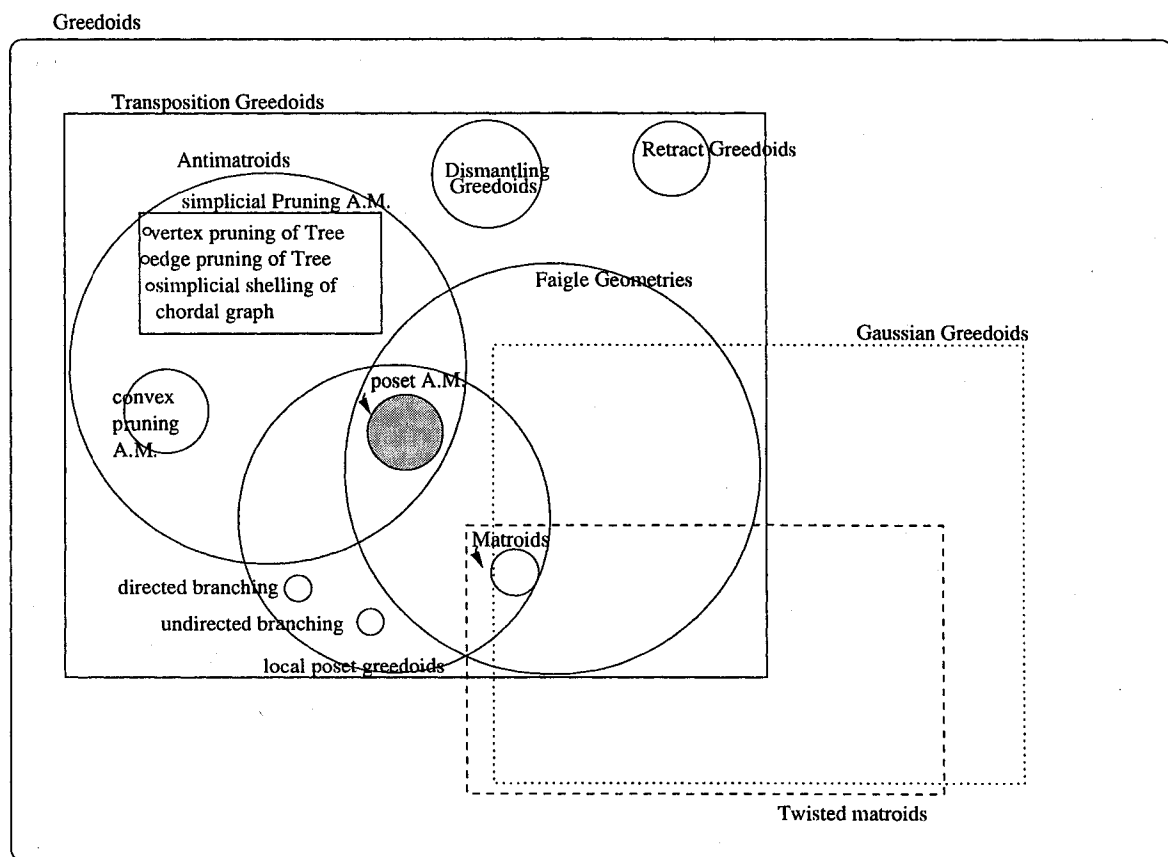 Greedoids
Transposition Greedoids
Antimatroids
simplicial Pruning A.M.
vertex pruning of Tree
edge pruning of Tree
simplicial shelling of
chordal graph
Dismantling
Greedoids
Retract Greedoids
Faigle Geometries
Gaussian Greedoids
poset A.M.
convex
pruning
A.M.
Matroids
directed branching
undirected branching
local poset greedoids
Twisted matroids